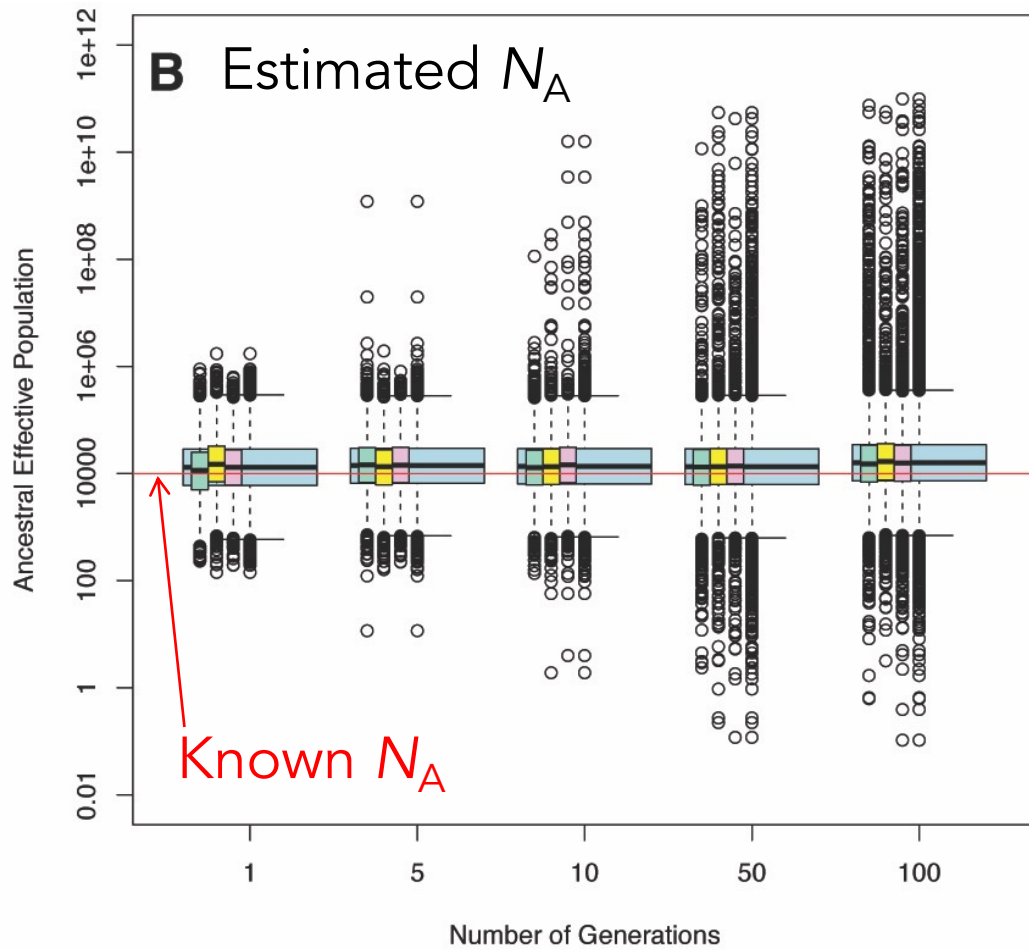 B Estimated NA
Ancestral Effective Population
1e+12
1e+10
1e+08
1e+06
10000
100
1
0.01
Known NA
1 5 10 50 100
Number of Generations